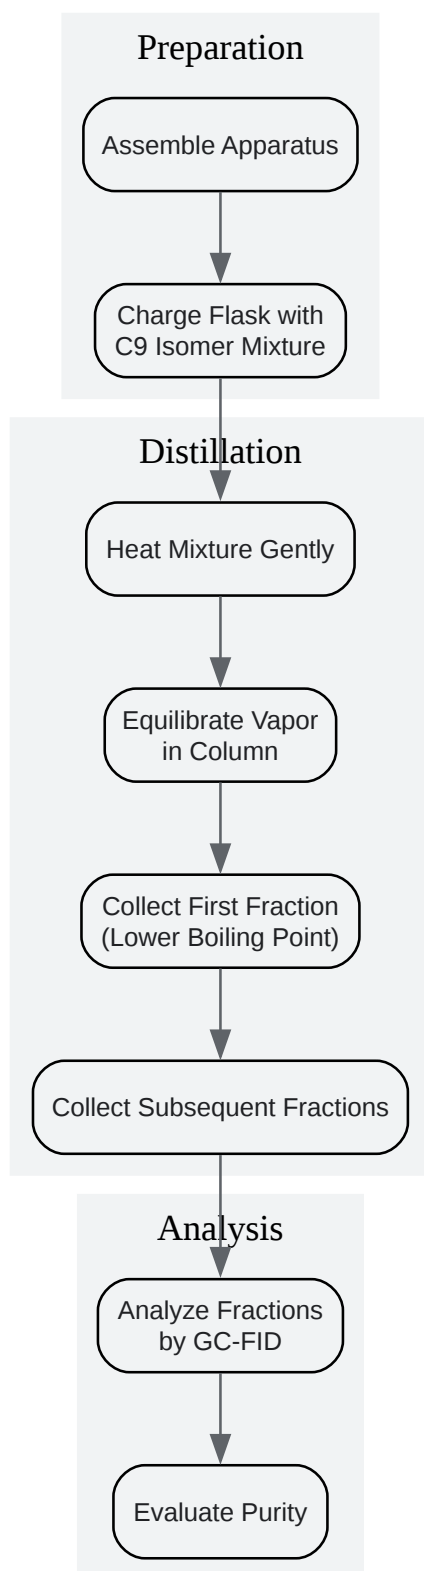 Preparation
Assemble Apparatus
Charge Flask with
C9 Isomer Mixture
Distillation
Heat Mixture Gently
Equilibrate Vapor
in Column
Collect First Fraction
(Lower Boiling Point)
Collect Subsequent Fractions
Analysis
Analyze Fractions
by GC-FID
Evaluate Purity